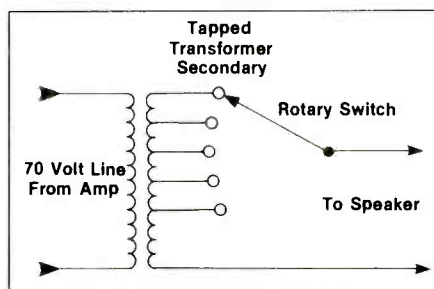 Tapped
Transformer
Secondary
Rotary Switch
70 Volt Line
From Amp
To Speaker